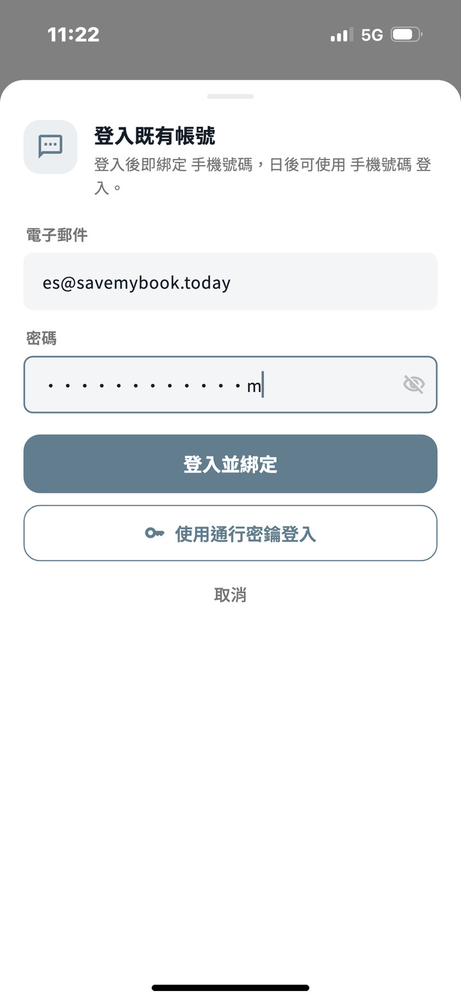 11:22
5G
登入既有帳號
登入後即綁定 手機號碼，日後可使用 手機號碼 登
入。
電子郵件
es@savemybook.today
密碼
············m
登入並綁定
使用通行密鑰登入
取消